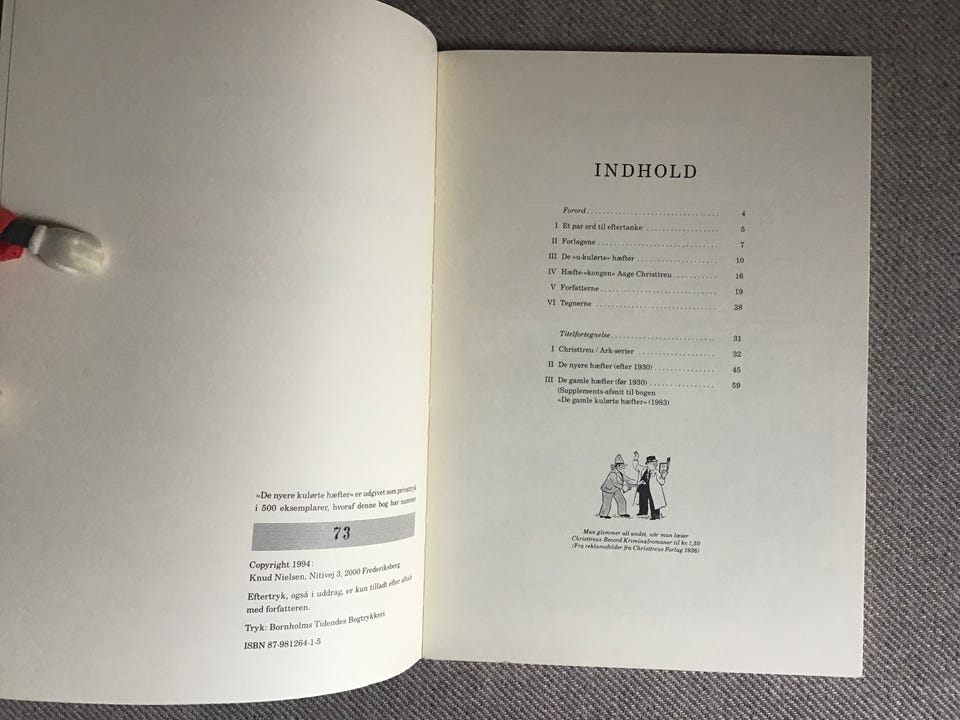 »De nyere kulørte hæfter« er udgivet som privattryk
i 500 eksemplarer, hvoraf denne bog har nummer
73
Copyright 1994:
Knud Nielsen, Nitivej 3, 2000 Frederiksberg
Eftertryk, også i uddrag, er kun tilladt efter aftale
med forfatteren.
Tryk: Bornholms Tidendes Bogtrykkeri.
ISBN 87-981264-1-5
INDHOLD
Forord . . . . . . . . . . . . . . . . . . . . 4
I Et par ord til eftertanke . . . . . . . . . . . . 5
II Forlagene . . . . . . . . . . . . . . . . . . . . 7
III De »u-kulørte« hæfter . . . . . . . . . . . . . . 10
IV Hæfte-»kongen« Aage Christtreu . . . . . . . . . 16
V Forfatterne . . . . . . . . . . . . . . . . . . . . 19
VI Tegnerne . . . . . . . . . . . . . . . . . . . . 28
Titelfortegnelse . . . . . . . . . . . . . . . . . . 31
I Christtreu / Ark-serier . . . . . . . . . . . . . . 32
II De nyere hæfter (efter 1930) . . . . . . . . . . . 45
III De gamle hæfter (før 1930) . . . . . . . . . . . . 59
(Supplements-afsnit til bogen
»De gamle kulørte hæfter« (1983)
Man glemmer alt andet, når man læser
Christtreus Record Kriminalromaner til kr. 1,50
(Fra reklamefolder fra Christtreus Forlag 1936)